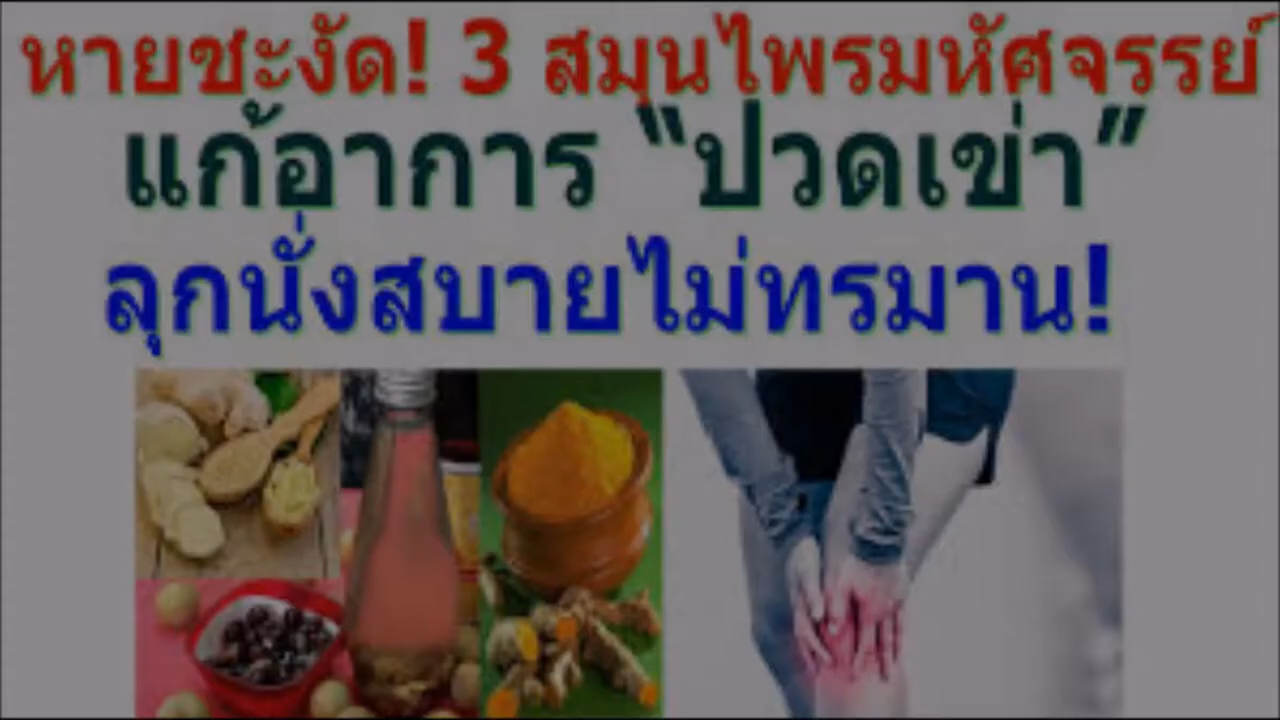 หายชะงัด! 3 สมุนไพรมหัศจรรย์
แก้อาการ “ปวดเข่า”
ลุกนั่งสบายไม่ทรมาน!